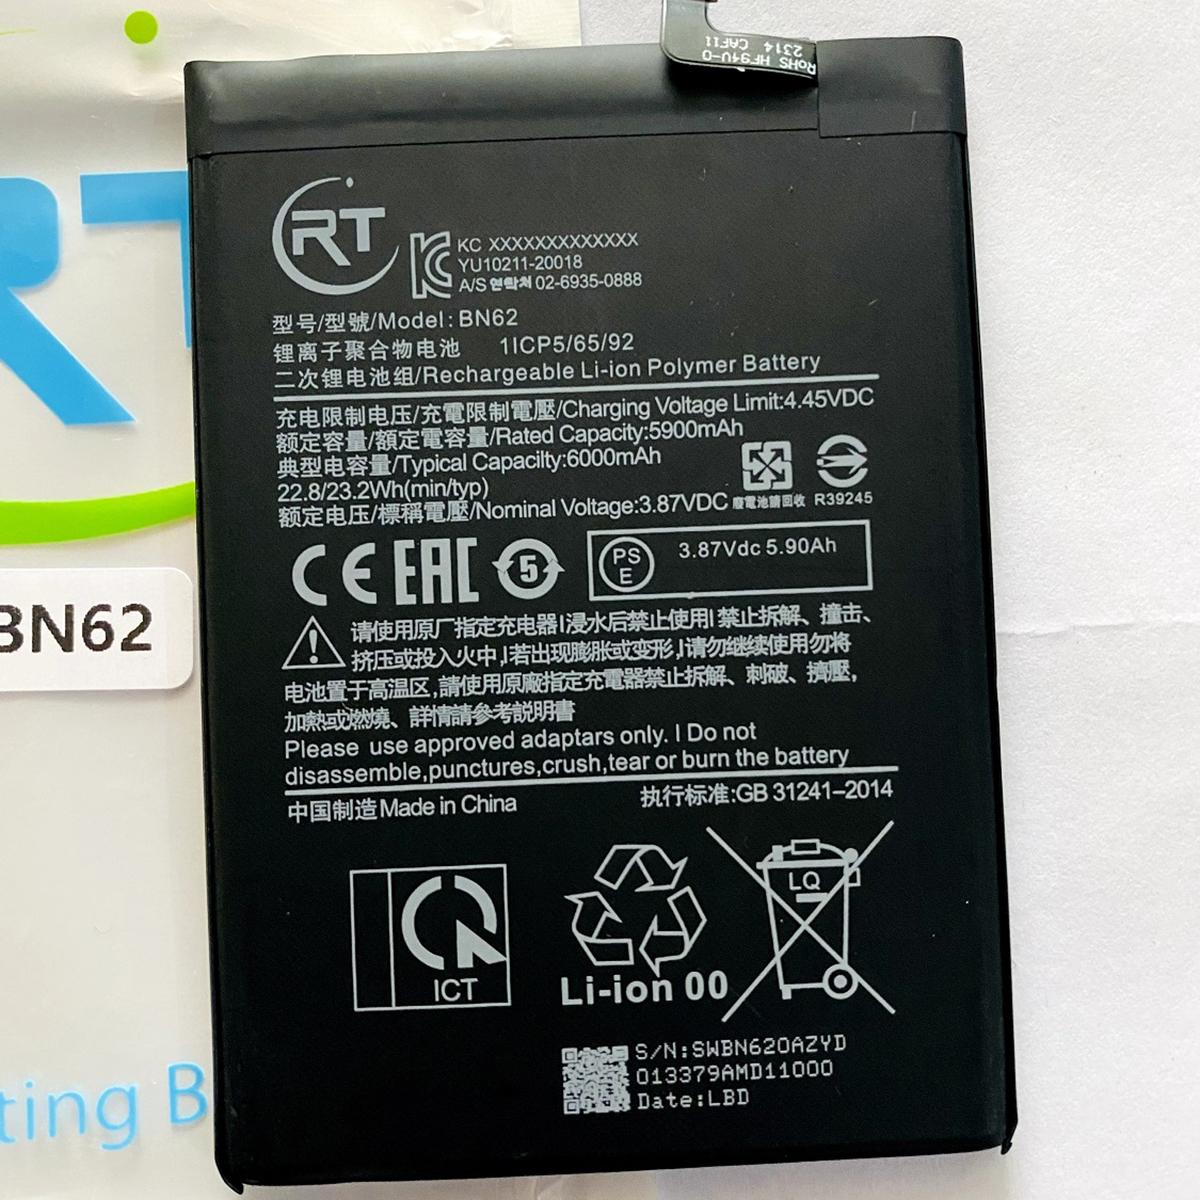 RoHS HF94V-0
2314 CAF11
RT
RT
KC XXXXXXXXXXXXX
YU10211-20018
A/S 연락처 02-6935-0888
型号/型號/Model: BN62
锂离子聚合物电池 1ICP5/65/92
二次锂电池组/Rechargeable Li-ion Polymer Battery
充电限制电压/充電限制電壓/Charging Voltage Limit:4.45VDC
额定容量/額定電容量/Rated Capacity:5900mAh
典型电容量/Typical Capacity:6000mAh
22.8/23.2Wh(min/typ)
额定电压/標稱電壓/Nominal Voltage:3.87VDC
廢電池請回收 R39245
CE EAC 5
PS
E
3.87Vdc 5.90Ah
BN62
请使用原厂指定充电器I浸水后禁止使用I禁止拆解、撞击、
挤压或投入火中,I若出现膨胀或变形,I请勿继续使用勿将
电池置于高温区,請使用原廠指定充電器禁止拆解、刺破、擠壓,
加熱或燃燒、詳情請參考説明書
Please use approved adaptars only. I Do not
disassemble,punctures,crush,tear or burn the battery
中国制造 Made in China 执行标准:GB 31241-2014
ICT
LQ
Li-ion 00
S/N:SWBN620AZYD
013379AMD11000
Date:LBD
ting B